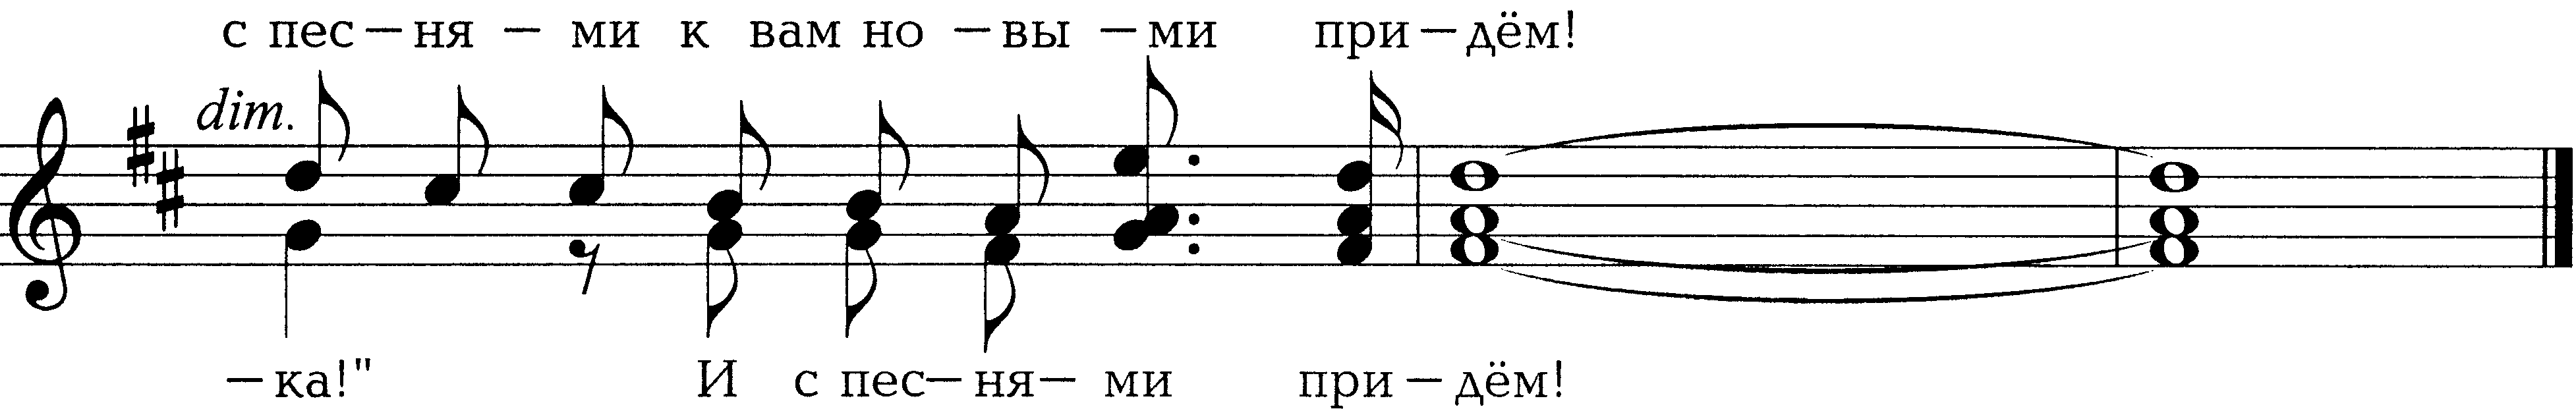 с пес—ня — ми к вам но —вы —ми при—дём!
dim.
—ка!" И с пес—ня— ми при—дём!